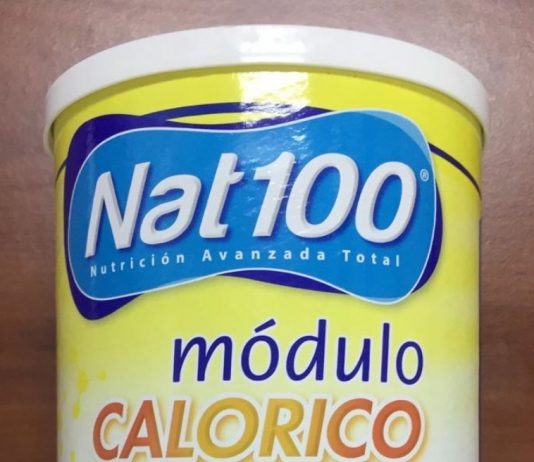 Nat100®
Nutrición Avanzada Total
módulo
CALORICO